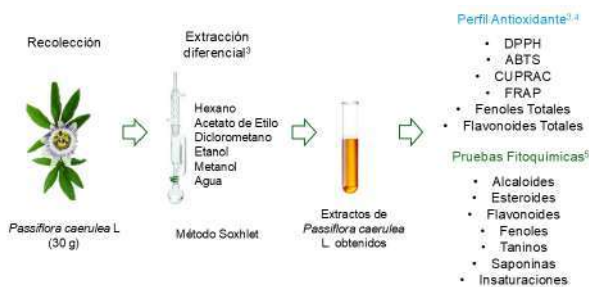 Recolección
Passiflora caerulea L
(30 g)
Extracción
diferencial³
Hexano
Acetato de Etilo
Diclorometano
Etanol
Metanol
Agua
Método Soxhlet
Extractos de
Passiflora caerulea
L. obtenidos
Perfil Antioxidante³,⁴
• DPPH
• ABTS
• CUPRAC
• FRAP
• Fenoles Totales
• Flavonoides Totales
Pruebas Fitoquímicas⁵
• Alcaloides
• Esteroides
• Flavonoides
• Fenoles
• Taninos
• Saponinas
• Insaturaciones